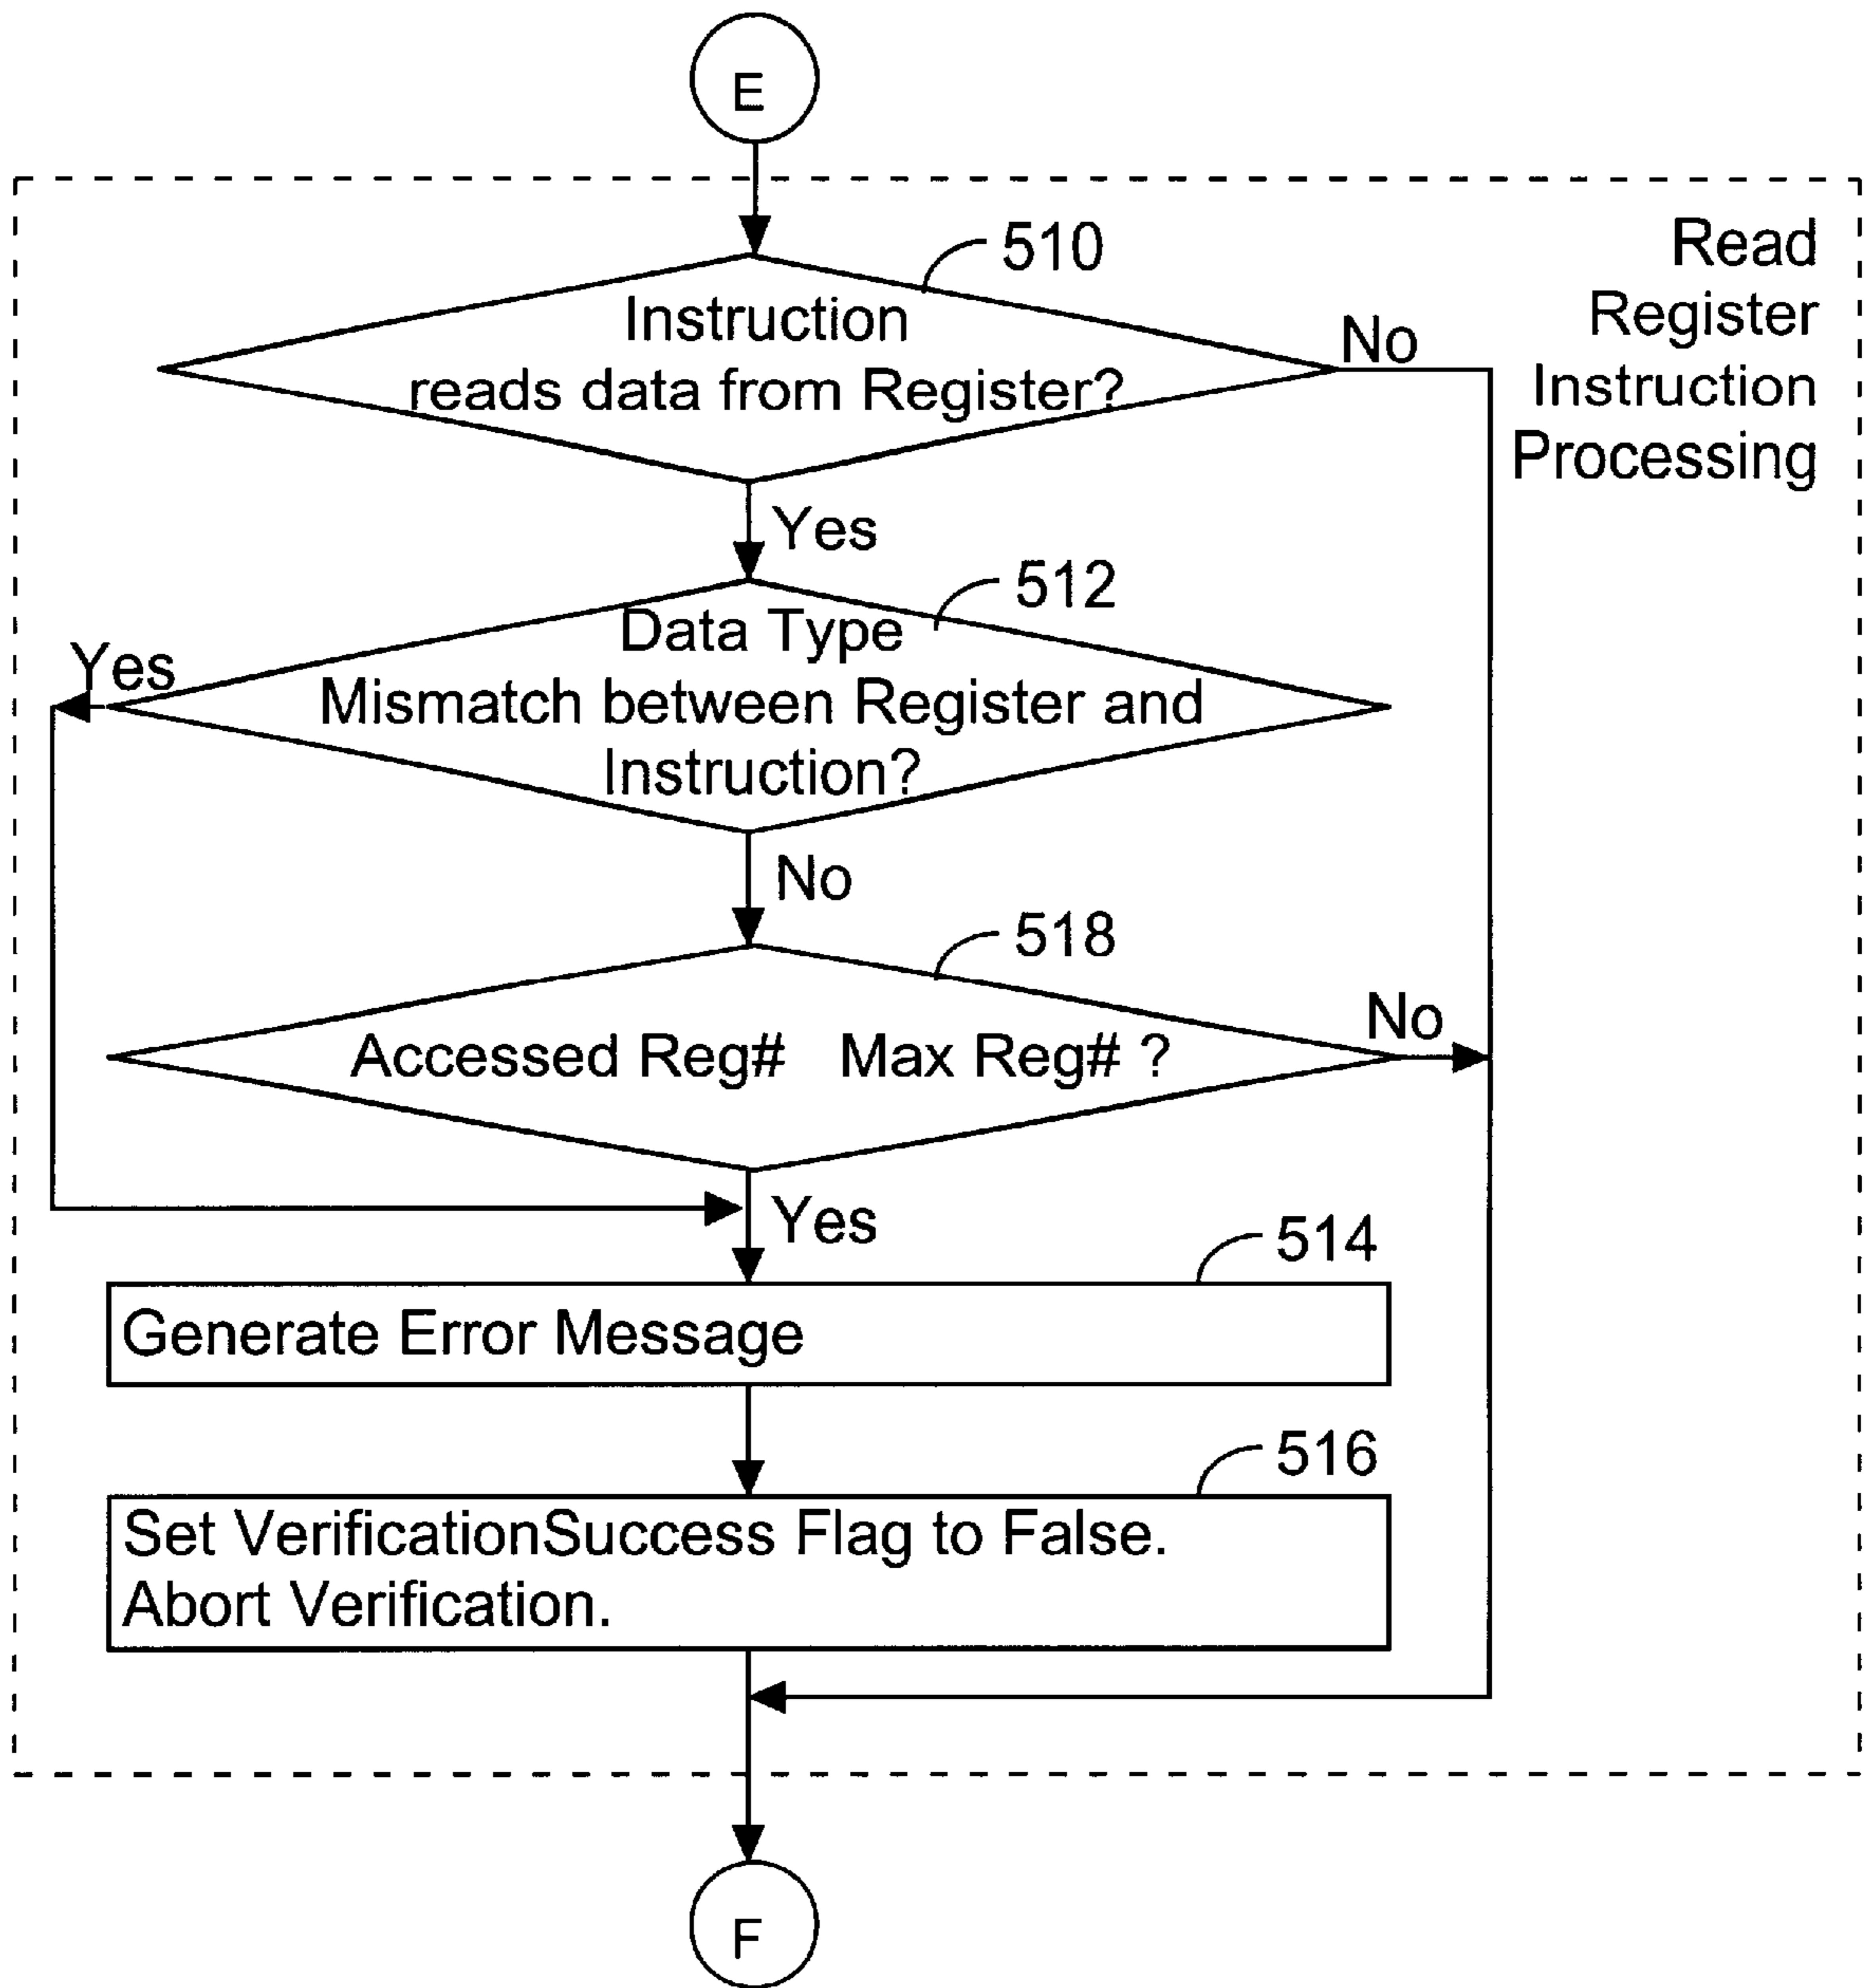 E
Read
Register
Instruction
Processing
510
Instruction
reads data from Register?
No
Yes
512
Data Type
Mismatch between Register and
Instruction?
Yes
No
518
Accessed Reg# Max Reg# ?
No
Yes
514
Generate Error Message
516
Set VerificationSuccess Flag to False.
Abort Verification.
F